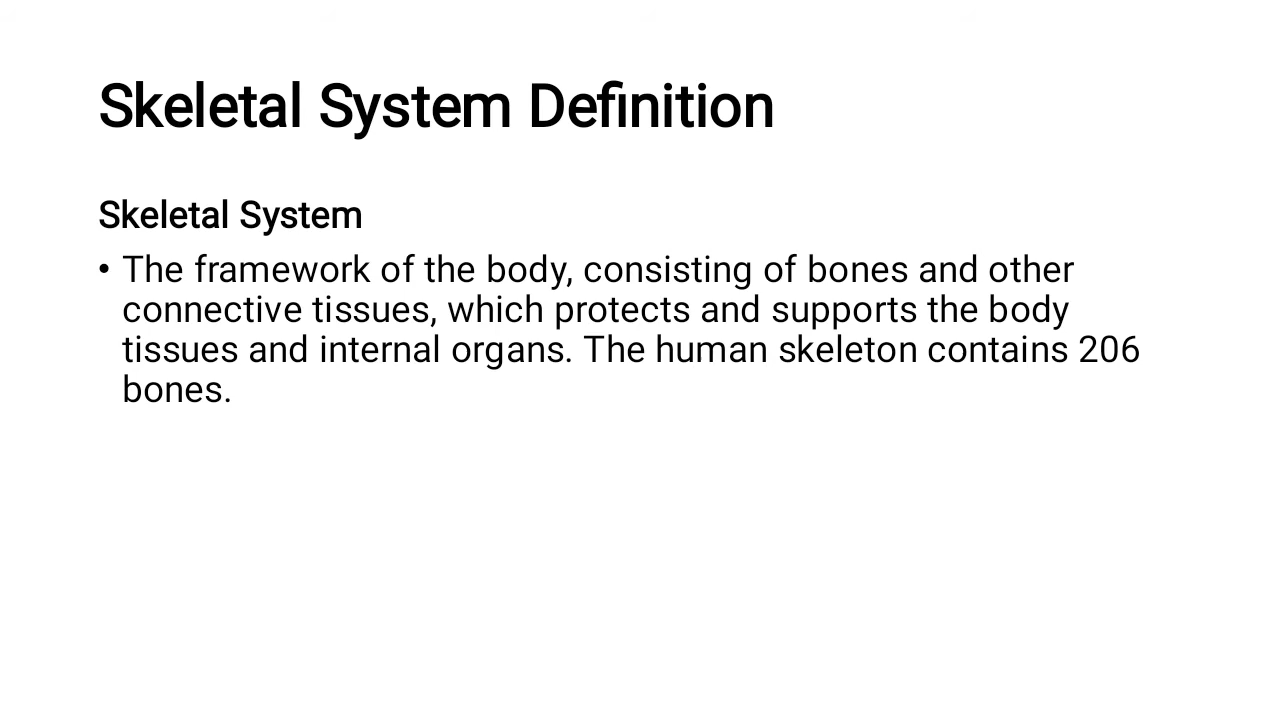 Skeletal System Definition
Skeletal System
• The framework of the body, consisting of bones and other
connective tissues, which protects and supports the body
tissues and internal organs. The human skeleton contains 206
bones.